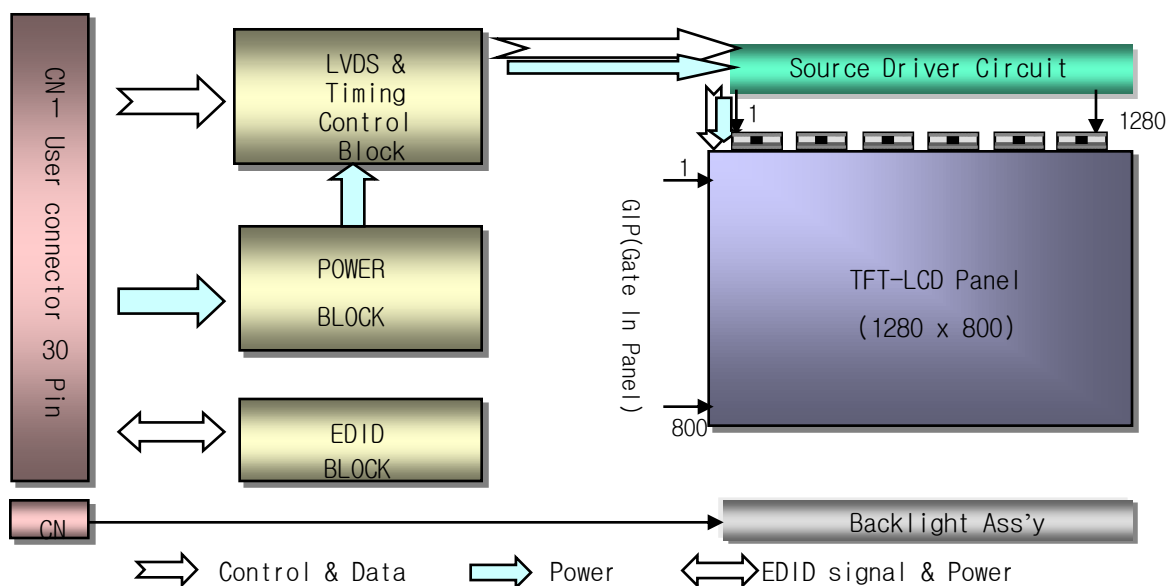 CN-1 User connector 30 Pin
LVDS &
Timing
Control
Block
Source Driver Circuit
1
1280
POWER
BLOCK
1
GIP(Gate In Panel)
800
TFT-LCD Panel
(1280 x 800)
EDID
BLOCK
CN
Backlight Ass'y
Control & Data
Power
EDID signal & Power